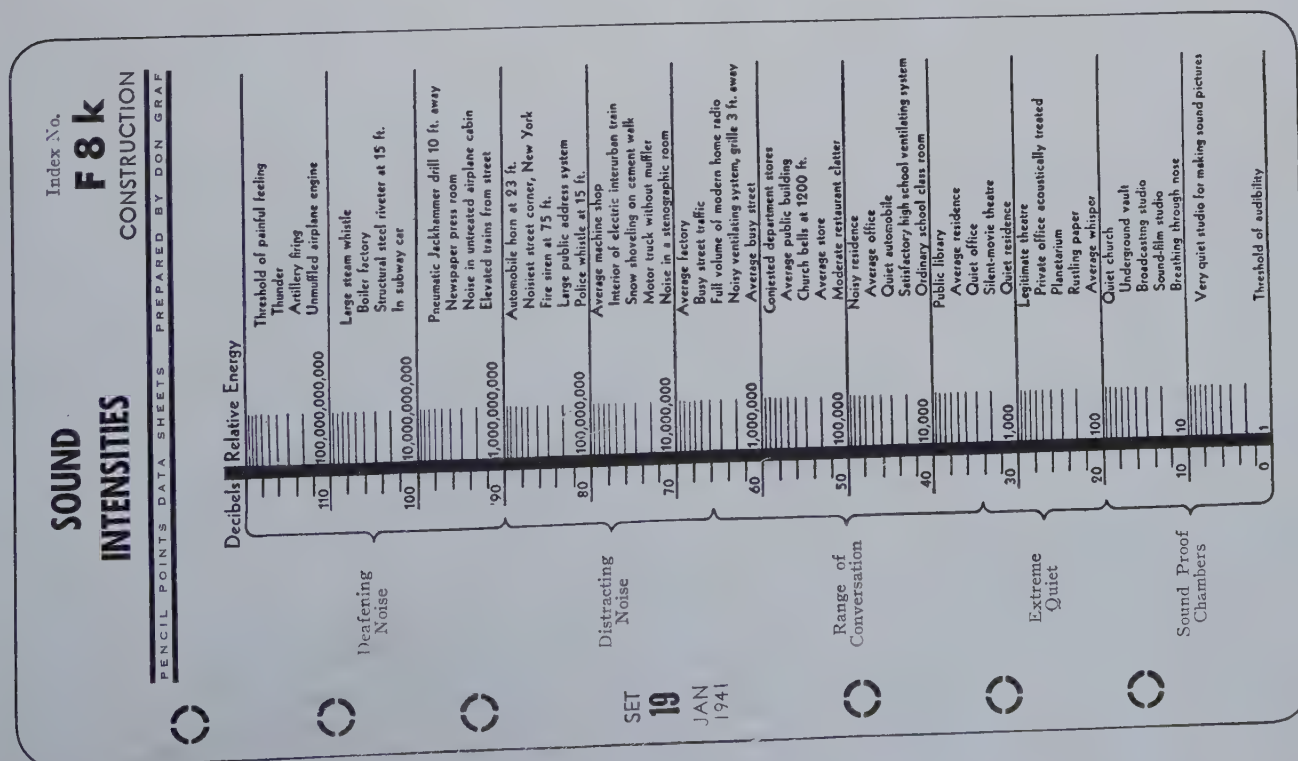 Index No.
SOUND
F 8 k
INTENSITIES
CONSTRUCTION
PENCIL POINTS DATA SHEETS PREPARED BY DON GRAF
Decibels Relative Energy
Threshold of painful feeling
Thunder
Artillery firing
Unmuffled airplane engine
110 100,000,000,000
Large steam whistle
Boiler factory
Structural steel riveter at 15 ft.
In subway car
100 10,000,000,000
Pneumatic Jackhammer drill 10 ft. away
Newspaper press room
Noise in untreated airplane cabin
Elevated trains from street
90 1,000,000,000
Automobile horn at 23 ft.
Noisiest street corner, New York
Fire siren at 75 ft.
Large public address system
Police whistle at 15 ft.
80 100,000,000,000
Average machine shop
Interior of electric interurban train
Snow shoveling on cement walk
Motor truck without muffler
Noise in a stenographic room
70 10,000,000,000
Average factory
Busy street traffic
Full volume of modern home radio
Noisy ventilating system, grille 3 ft. away
Average busy street
60 1,000,000,000
Conjested department stores
Average public building
Church bells at 1200 ft.
Average store
Moderate restaurant clatter
50 100,000
Noisy residence
Average office
Quiet automobile
Satisfactory high school ventilating system
Ordinary school class room
40 10,000
Public library
Average residence
Quiet office
Silent-movie theatre
Quiet residence
30 1,000
Legitimate theatre
Private office acoustically treated
Planetarium
Rustling paper
Average whisper
20 100
Quiet church
Underground vault
Broadcasting studio
Sound-film studio
Breathing through nose
10 10
Very quiet studio for making sound pictures
Threshold of audibility
0 1
Deafening
Noise
Distracting
Noise
Range of
Conversation
Extreme
Quiet
Sound Proof
Chambers
SET
19
JAN
1941